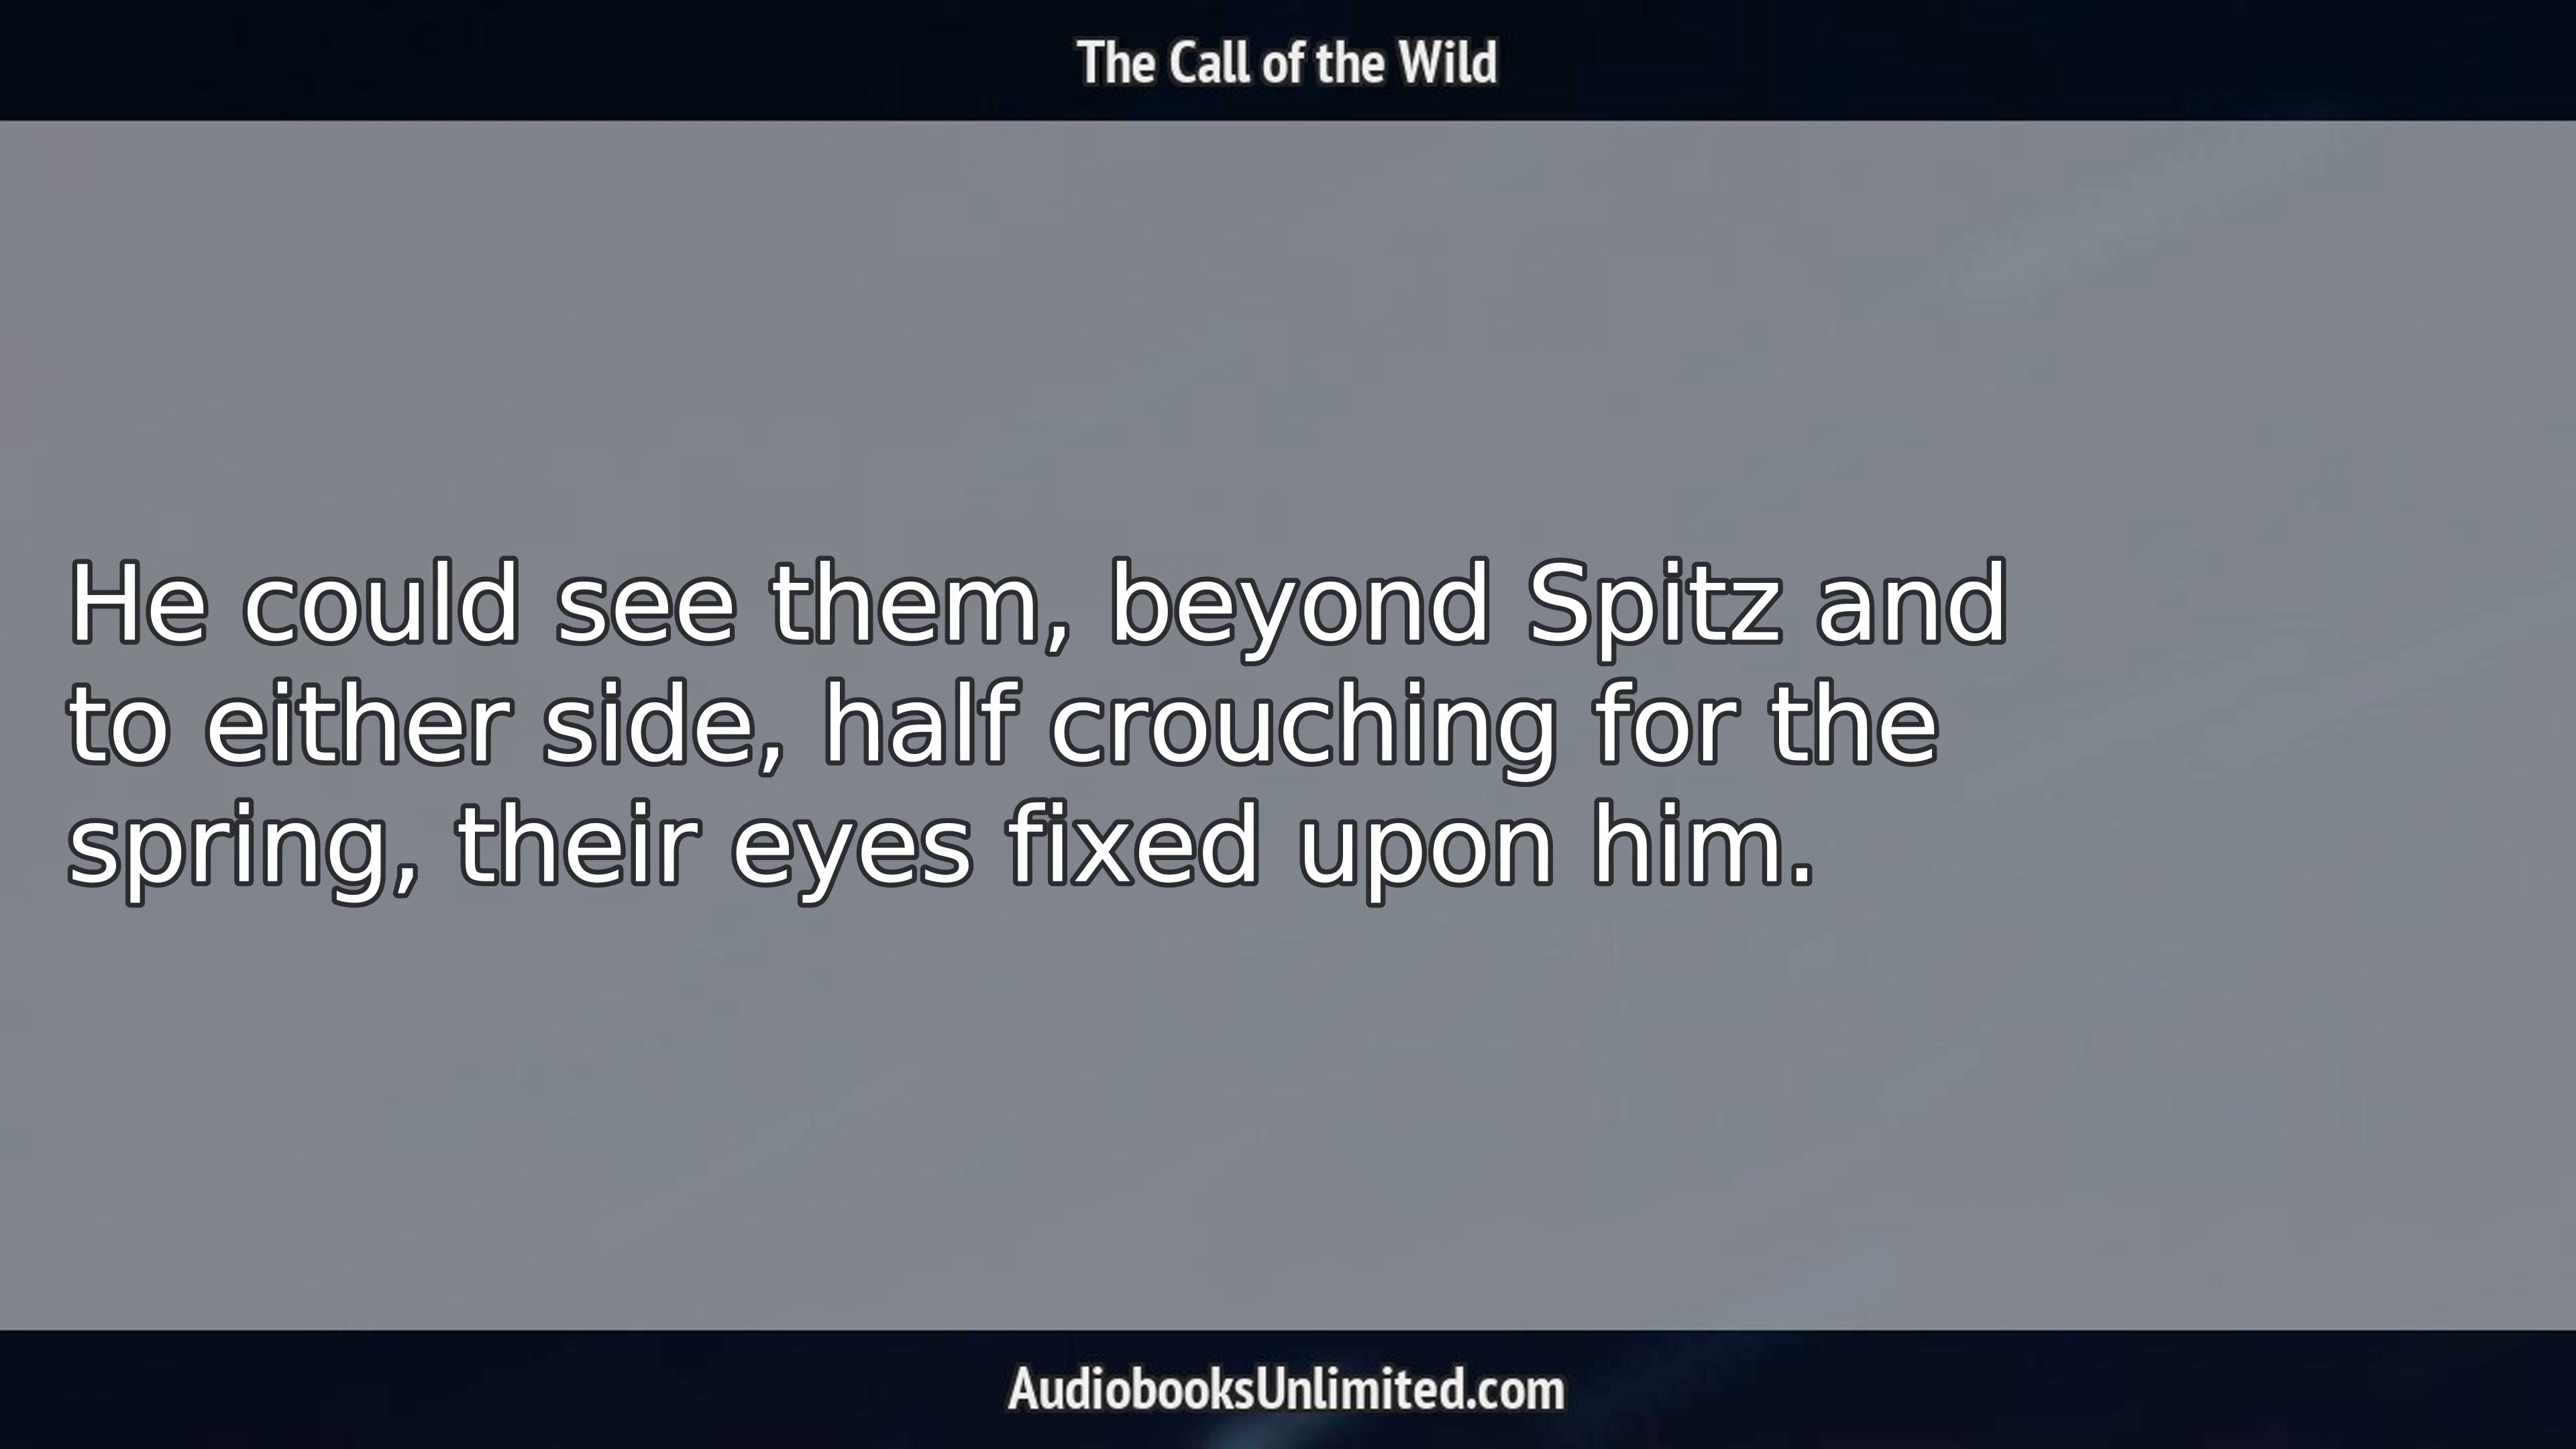 The Call of the Wild
He could see them, beyond Spitz and
to either side, half crouching for the
spring, their eyes fixed upon him.
AudiobooksUnlimited.com